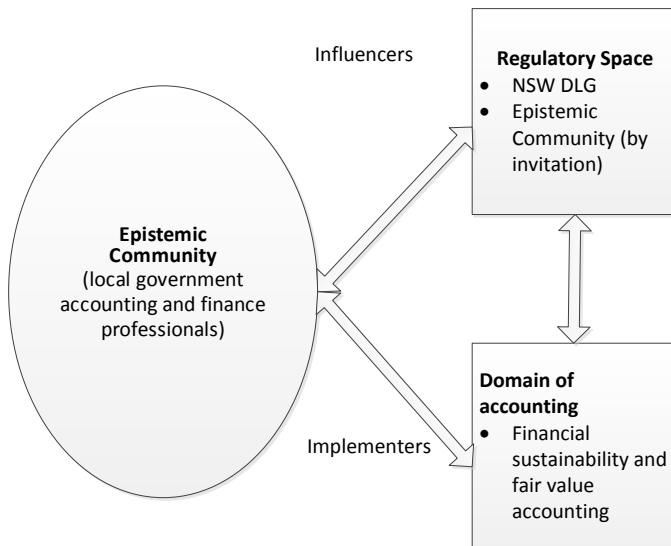 Influencers
Regulatory Space
• NSW DLG
• Epistemic
Community (by
invitation)
Epistemic
Community
(local government
accounting and finance
professionals)
Domain of
accounting
• Financial
sustainability and
fair value
accounting
Implementers